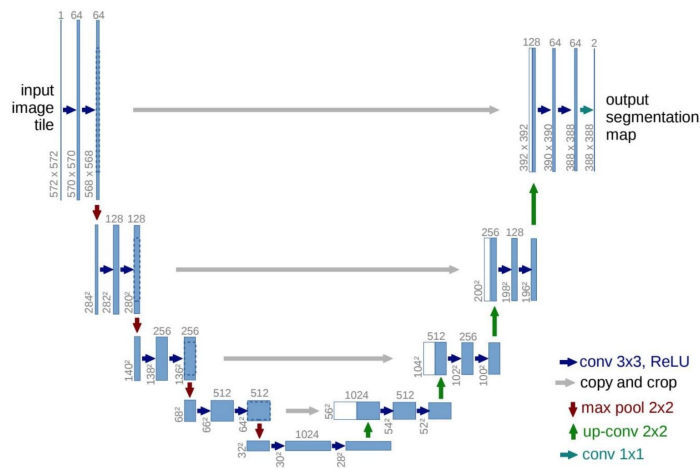 1 64 64
input
image
tile
572 x 572
570 x 570
568 x 568
128 64 64 2
output
segmentation
map
392 x 392
390 x 390
388 x 388
388 x 388
128 128
284²
282²
280²
256 128
200²
198²
196²
256 256
140²
138²
136²
512 256
104²
102²
100²
512 512
68²
66²
64²
1024 512
56²
54²
52²
1024
32²
30²
28²
conv 3x3, ReLU
copy and crop
max pool 2x2
up-conv 2x2
conv 1x1